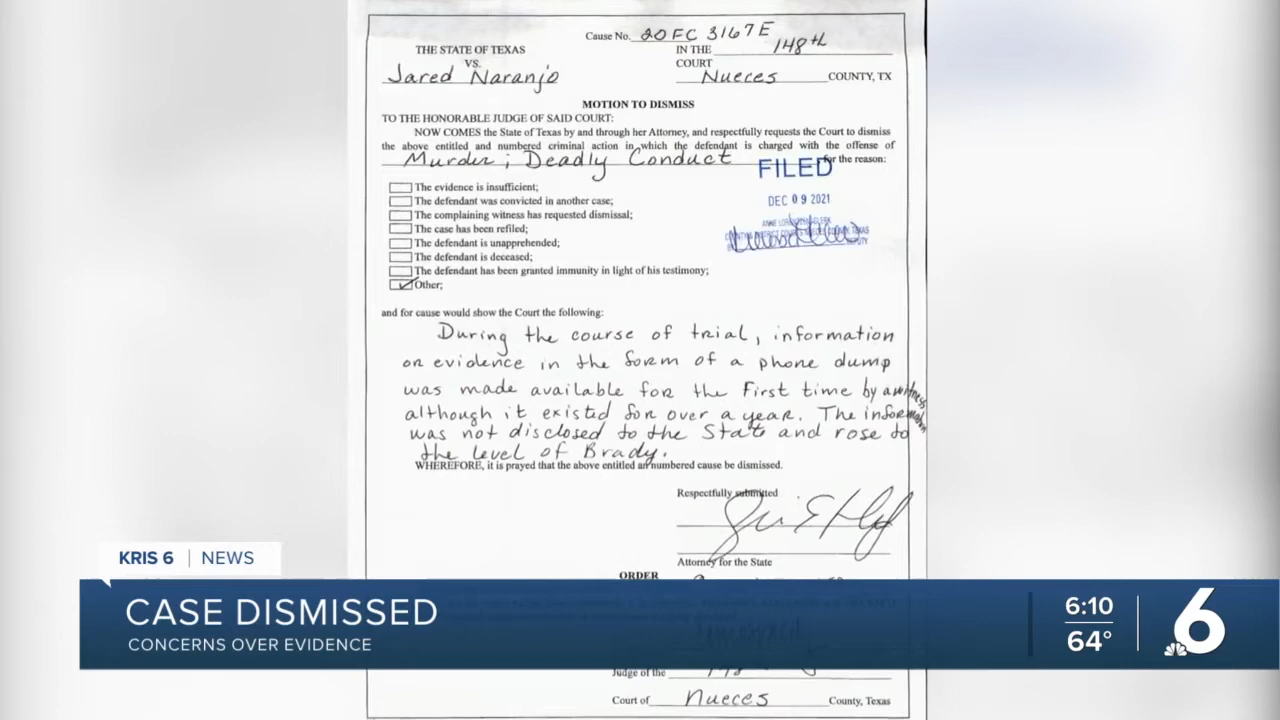 Cause No. 20FC 3167E
THE STATE OF TEXAS
IN THE 148th
VS.
COURT
Jared Naranjo
Nueces COUNTY, TX
MOTION TO DISMISS
TO THE HONORABLE JUDGE OF SAID COURT:
NOW COMES the State of Texas by and through her Attorney, and respectfully requests the Court to dismiss
the above entitled and numbered criminal action in which the defendant is charged with the offense of
Murder; Deadly Conduct for the reason:
FILED
DEC 09 2021
The evidence is insufficient;
The defendant was convicted in another case;
The complaining witness has requested dismissal;
The case has been refiled;
The defendant is unapprehended;
The defendant is deceased;
The defendant has been granted immunity in light of his testimony;
Other;
and for cause would show the Court the following:
During the course of trial, information
on evidence in the form of a phone dump
was made available for the First time by a witness
although it existed for over a year. The information
was not disclosed to the State and rose to
the level of Brady.
WHEREFORE, it is prayed that the above entitled an numbered cause be dismissed.
Respectfully submitted
Attorney for the State
ORDER
KRIS 6 | NEWS
CASE DISMISSED
CONCERNS OVER EVIDENCE
6:10
64°
6
Judge of the
Court of Nueces County, Texas